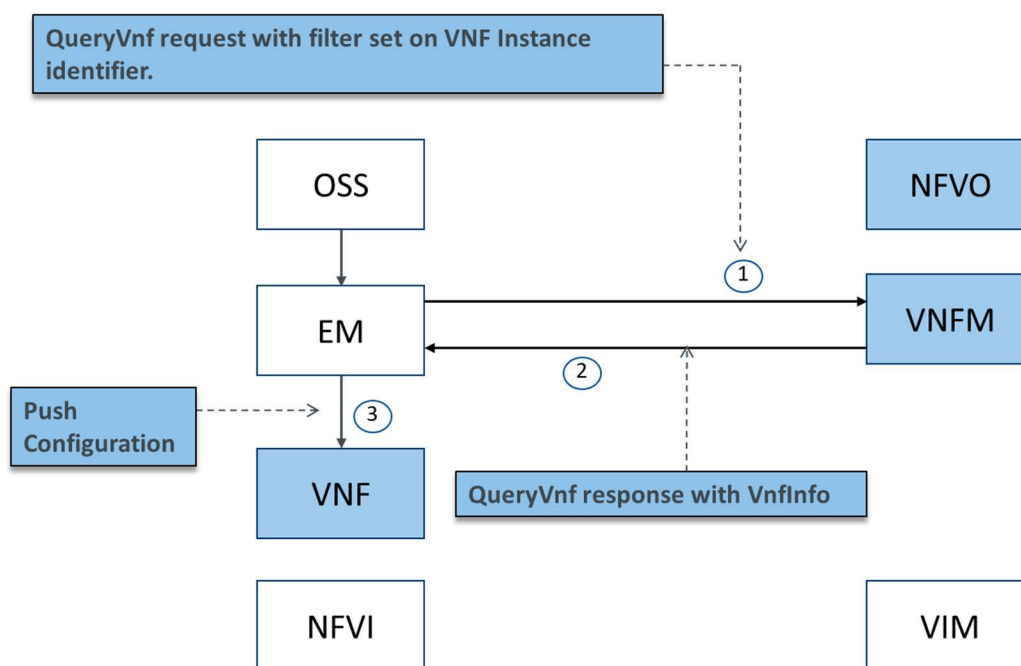 QueryVnf request with filter set on VNF Instance
identifier.
OSS
NFVO
1
EM
VNFM
2
Push
Configuration
3
VNF
QueryVnf response with VnfInfo
NFVI
VIM